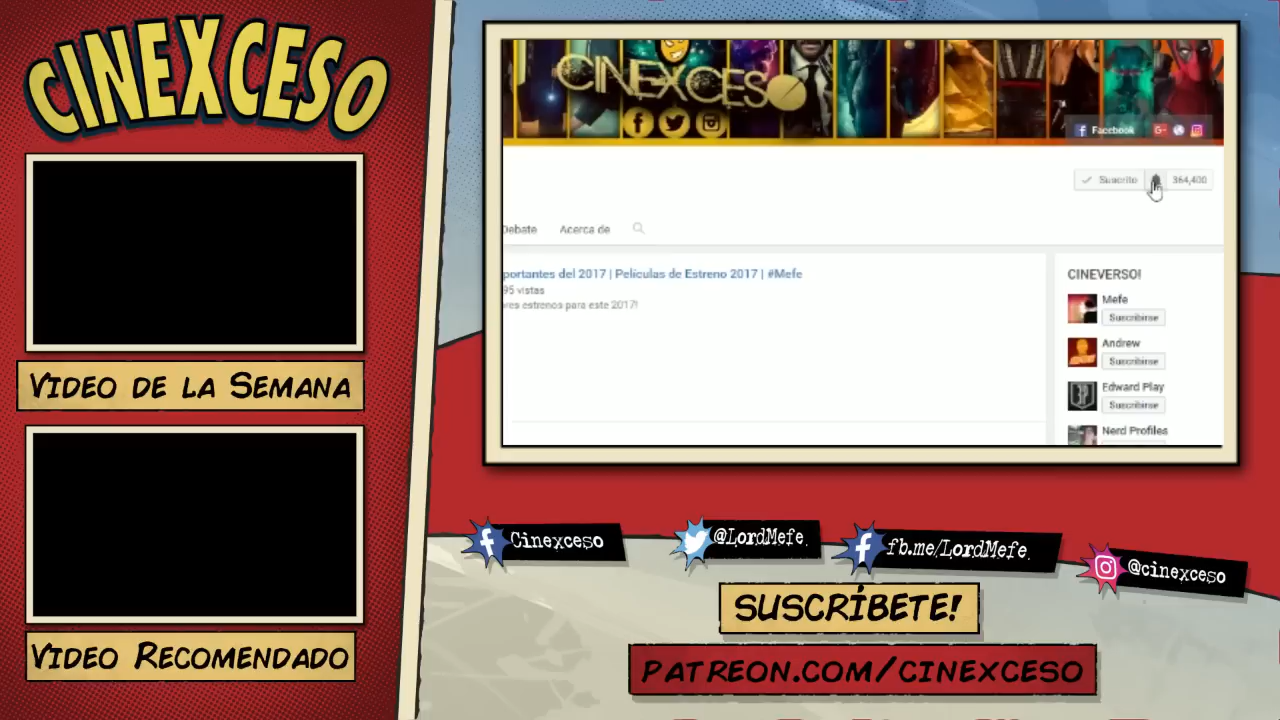 CINEXCESO
VIDEO DE LA SEMANA
VIDEO RECOMENDADO
CINEXCESO
Facebook
Suscrito
364,400
Debate Acerca de
portantes del 2017 | Películas de Estreno 2017 | #Mefe
95 vistas
res estrenos para este 2017!
CINEVERSO!
Mefe
Suscribirse
Andrew
Suscribirse
Edward Play
Suscribirse
Nerd Profiles
Cinexceso
@LordMefe.
fb.me/LordMefe.
@cinexceso
SUSCRÍBETE!
PATREON.COM/CINEXCESO